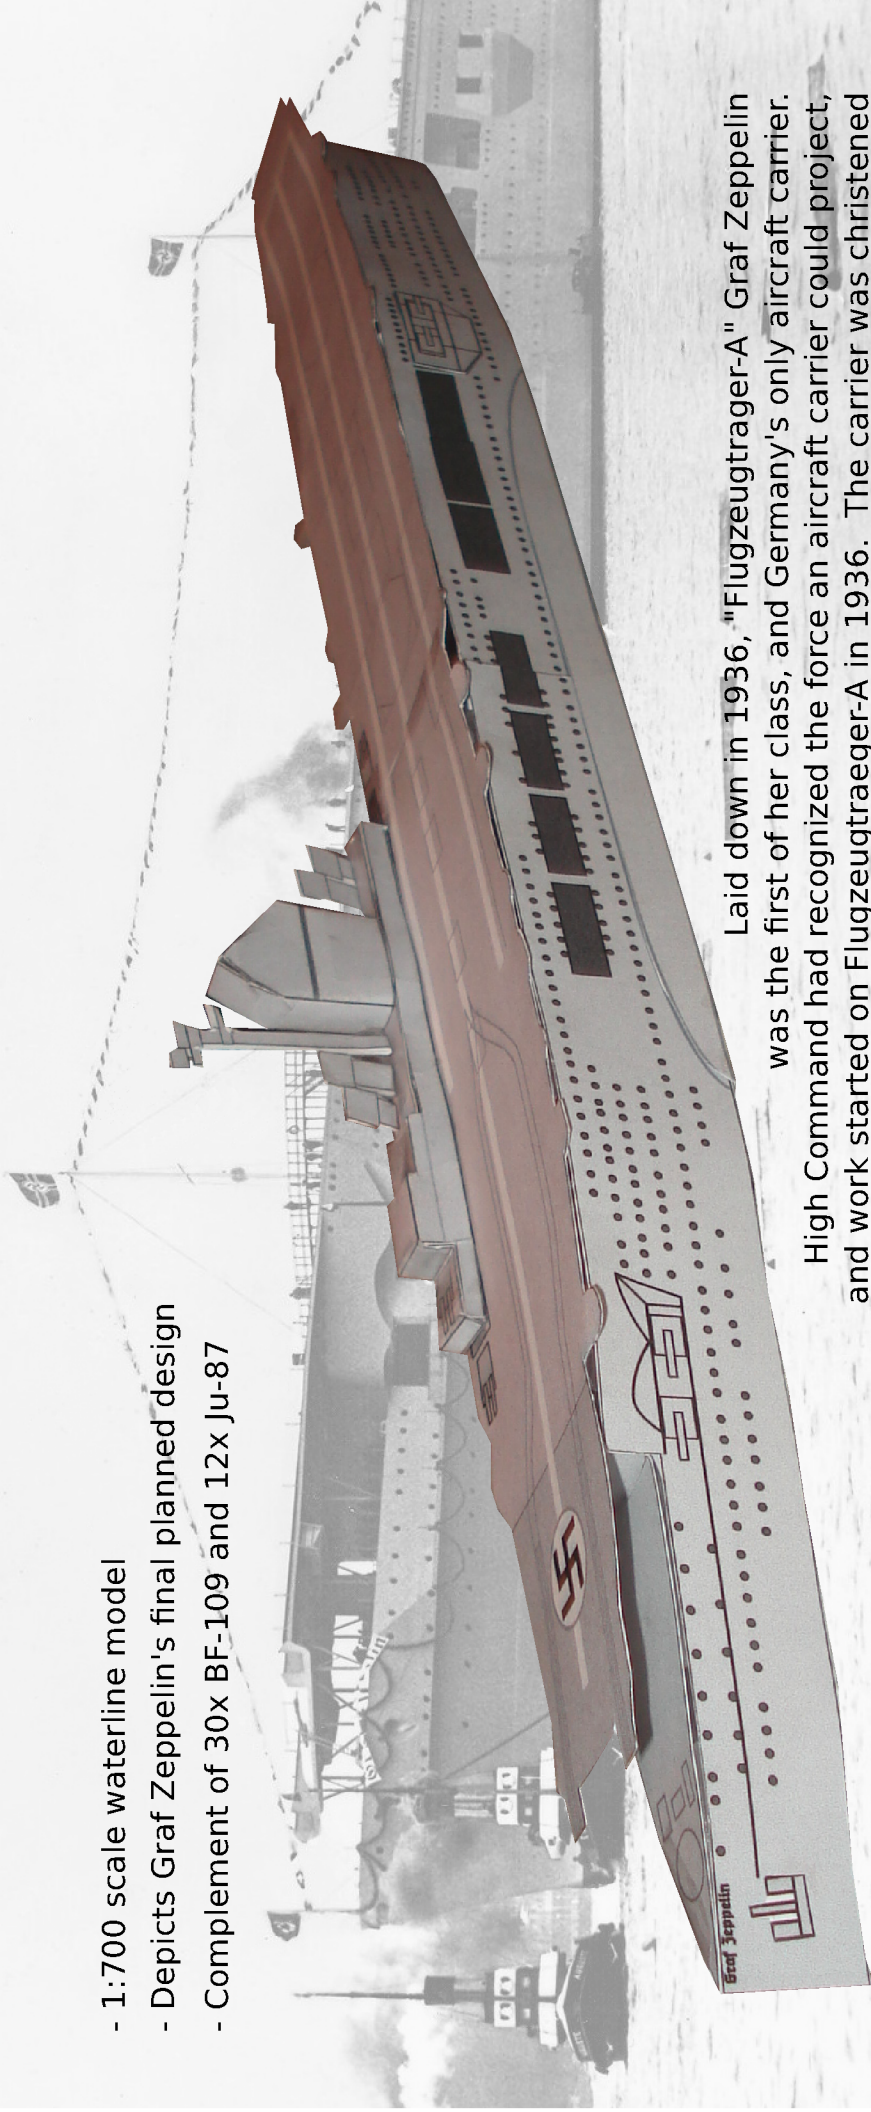 - 1:700 scale waterline model
- Depicts Graf Zeppelin's final planned design
- Complement of 30x BF-109 and 12x Ju-87
Graf Zeppelin
Laid down in 1936, "Flugzeugtrager-A" Graf Zeppelin
was the first of her class, and Germany's only aircraft carrier.
High Command had recognized the force an aircraft carrier could project,
and work started on Flugzeugtraeger-A in 1936.  The carrier was christened